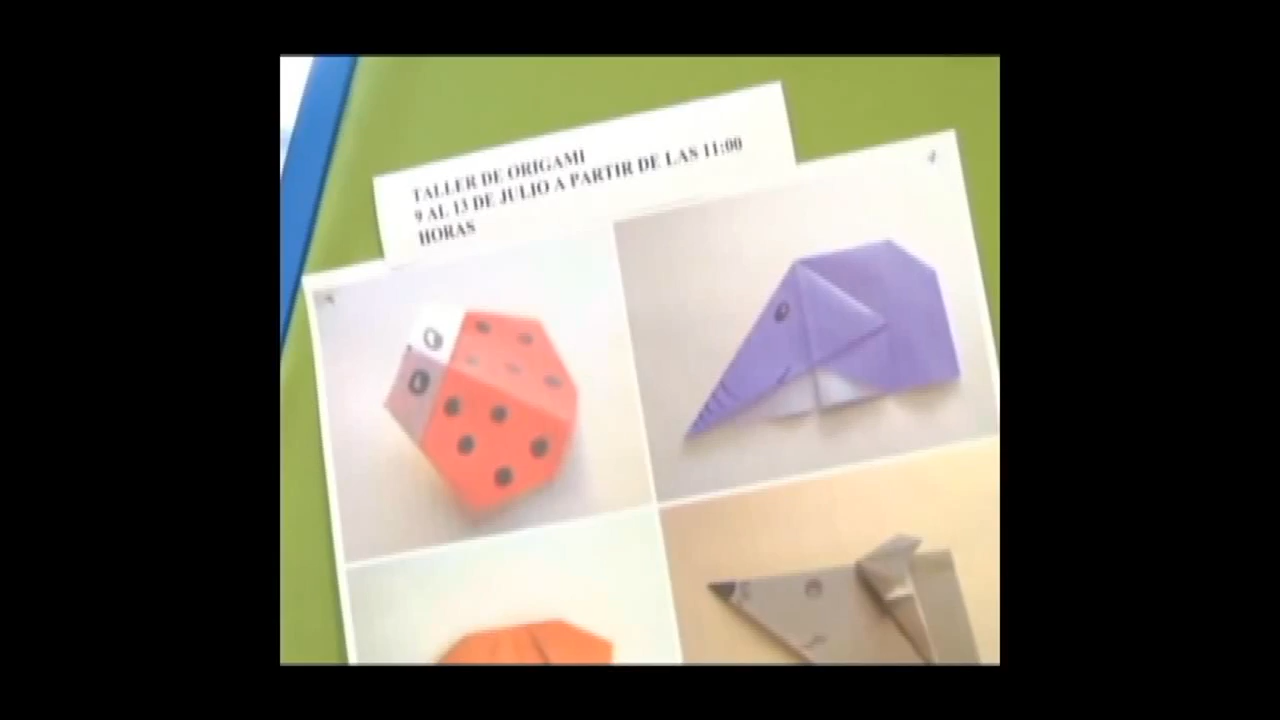 TALLER DE ORIGAMI
9 AL 13 DE JULIO A PARTIR DE LAS 11:00
HORAS